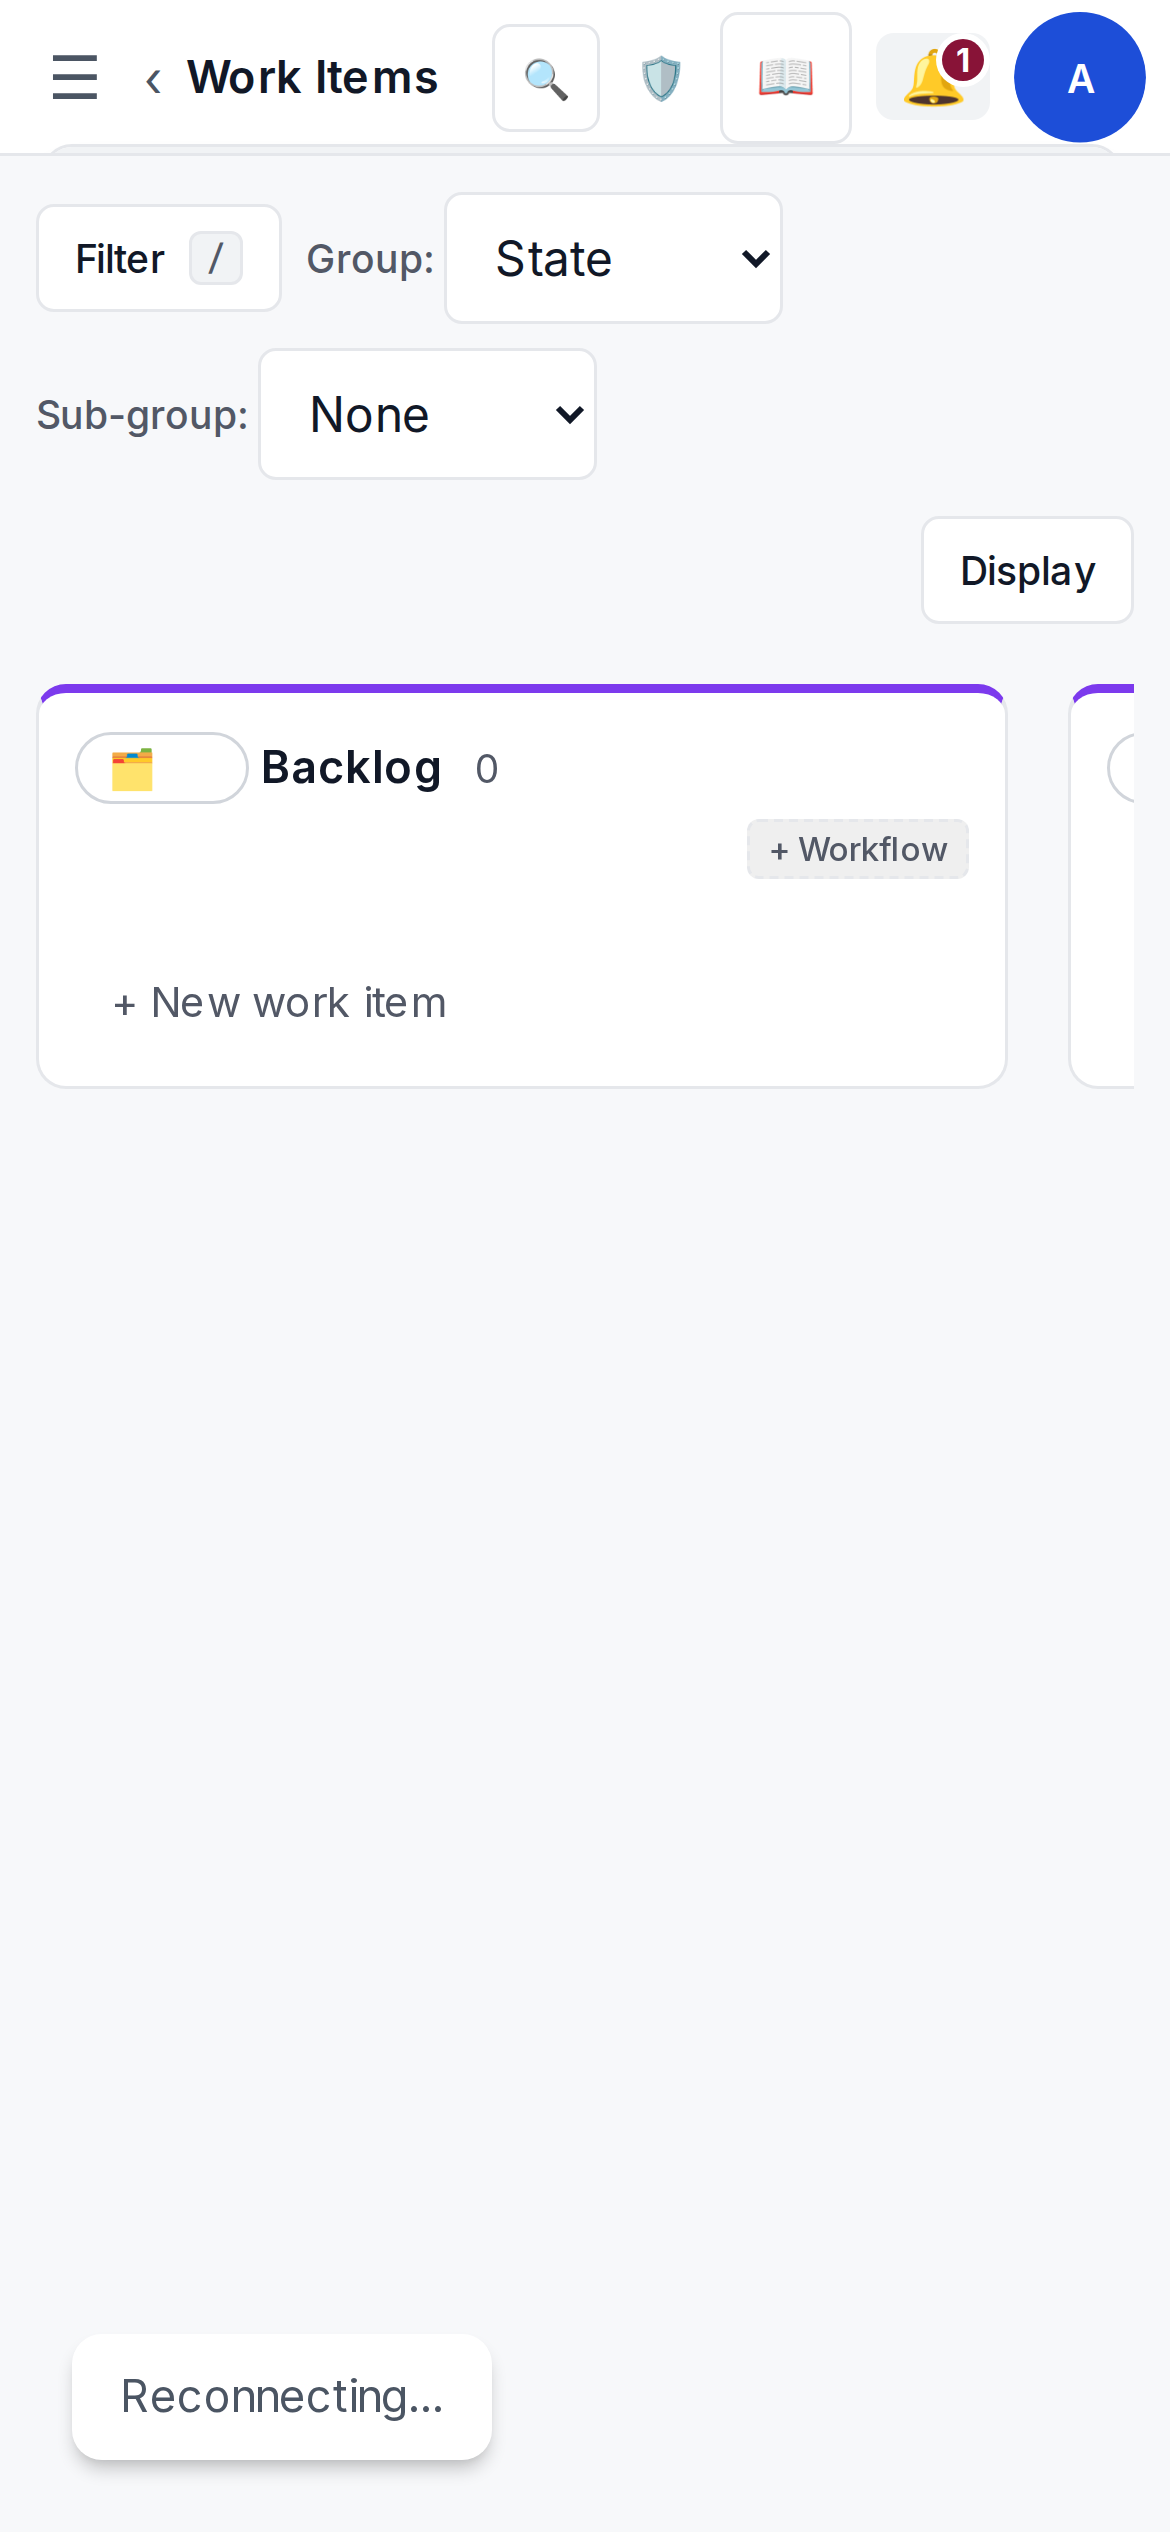 ‹ Work Items
1
A
Filter /
Group: State
Sub-group: None
Display
Backlog 0
+ Workflow
+ New work item
Reconnecting...